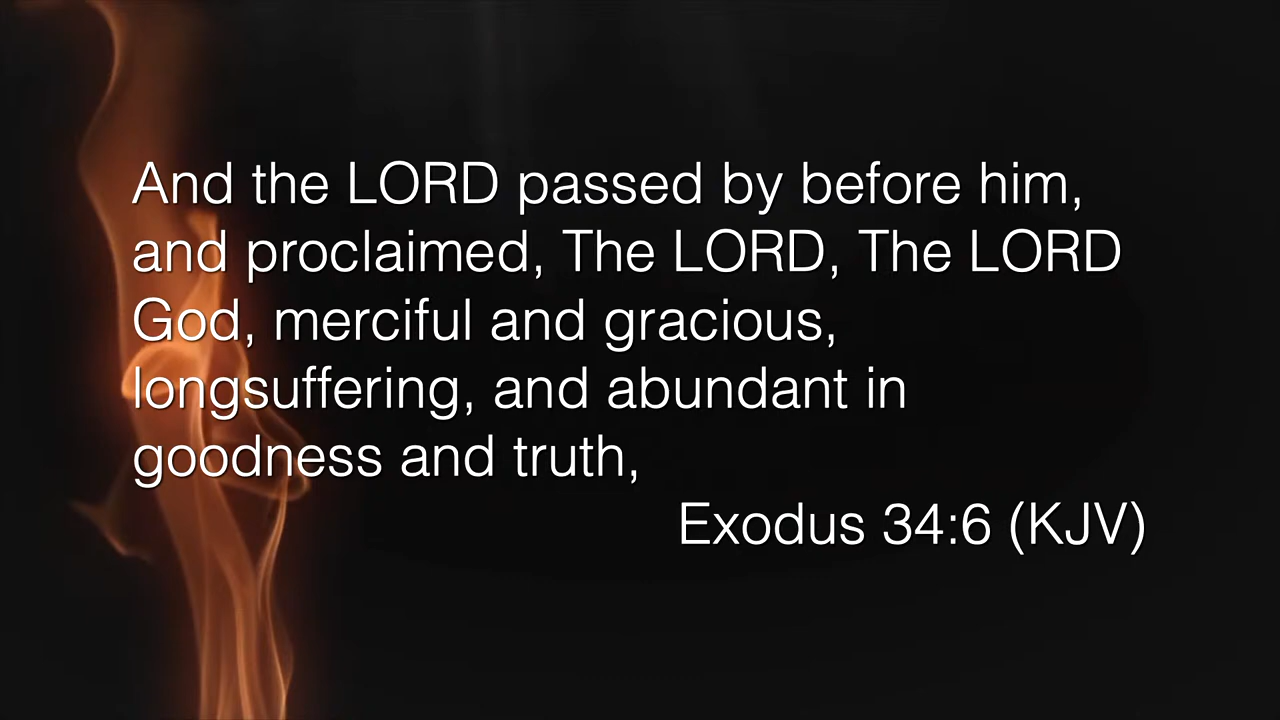 And the LORD passed by before him,
and proclaimed, The LORD, The LORD
God, merciful and gracious,
longsuffering, and abundant in
goodness and truth,
Exodus 34:6 (KJV)